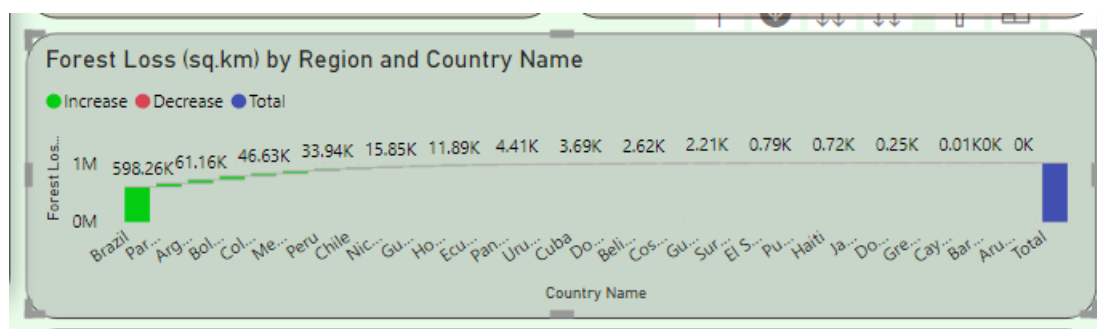 Forest Loss (sq.km) by Region and Country Name
Increase Decrease Total
Forest Los...
1M
0M
598.26K 61.16K 46.63K 33.94K 15.85K 11.89K 4.41K 3.69K 2.62K 2.21K 0.79K 0.72K 0.25K 0.01K 0K 0K
Brazil Par... Arg... Bol... Col... Me... Peru Chile Nic... Gu... Ho... Ecu... Pan... Uru... Cuba Do... Beli... Cos... Gu... Sur... El S... Pu... Haiti Ja... Do... Gre... Cay... Bar... Aru... Total
Country Name